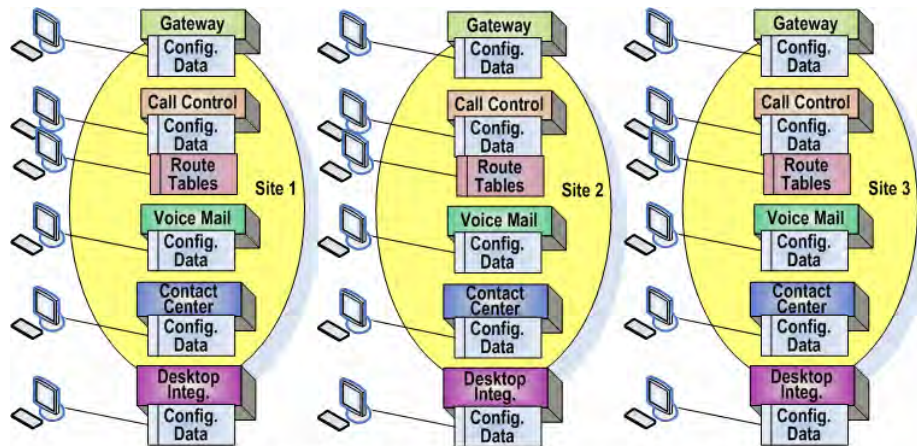 Gateway
Config.
Data
Call Control
Config.
Data
Route
Tables
Site 1
Voice Mail
Config.
Data
Contact
Center
Config.
Data
Desktop
Integ.
Config.
Data
Gateway
Config.
Data
Call Control
Config.
Data
Route
Tables
Site 2
Voice Mail
Config.
Data
Contact
Center
Config.
Data
Desktop
Integ.
Config.
Data
Gateway
Config.
Data
Call Control
Config.
Data
Route
Tables
Site 3
Voice Mail
Config.
Data
Contact
Center
Config.
Data
Desktop
Integ.
Config.
Data